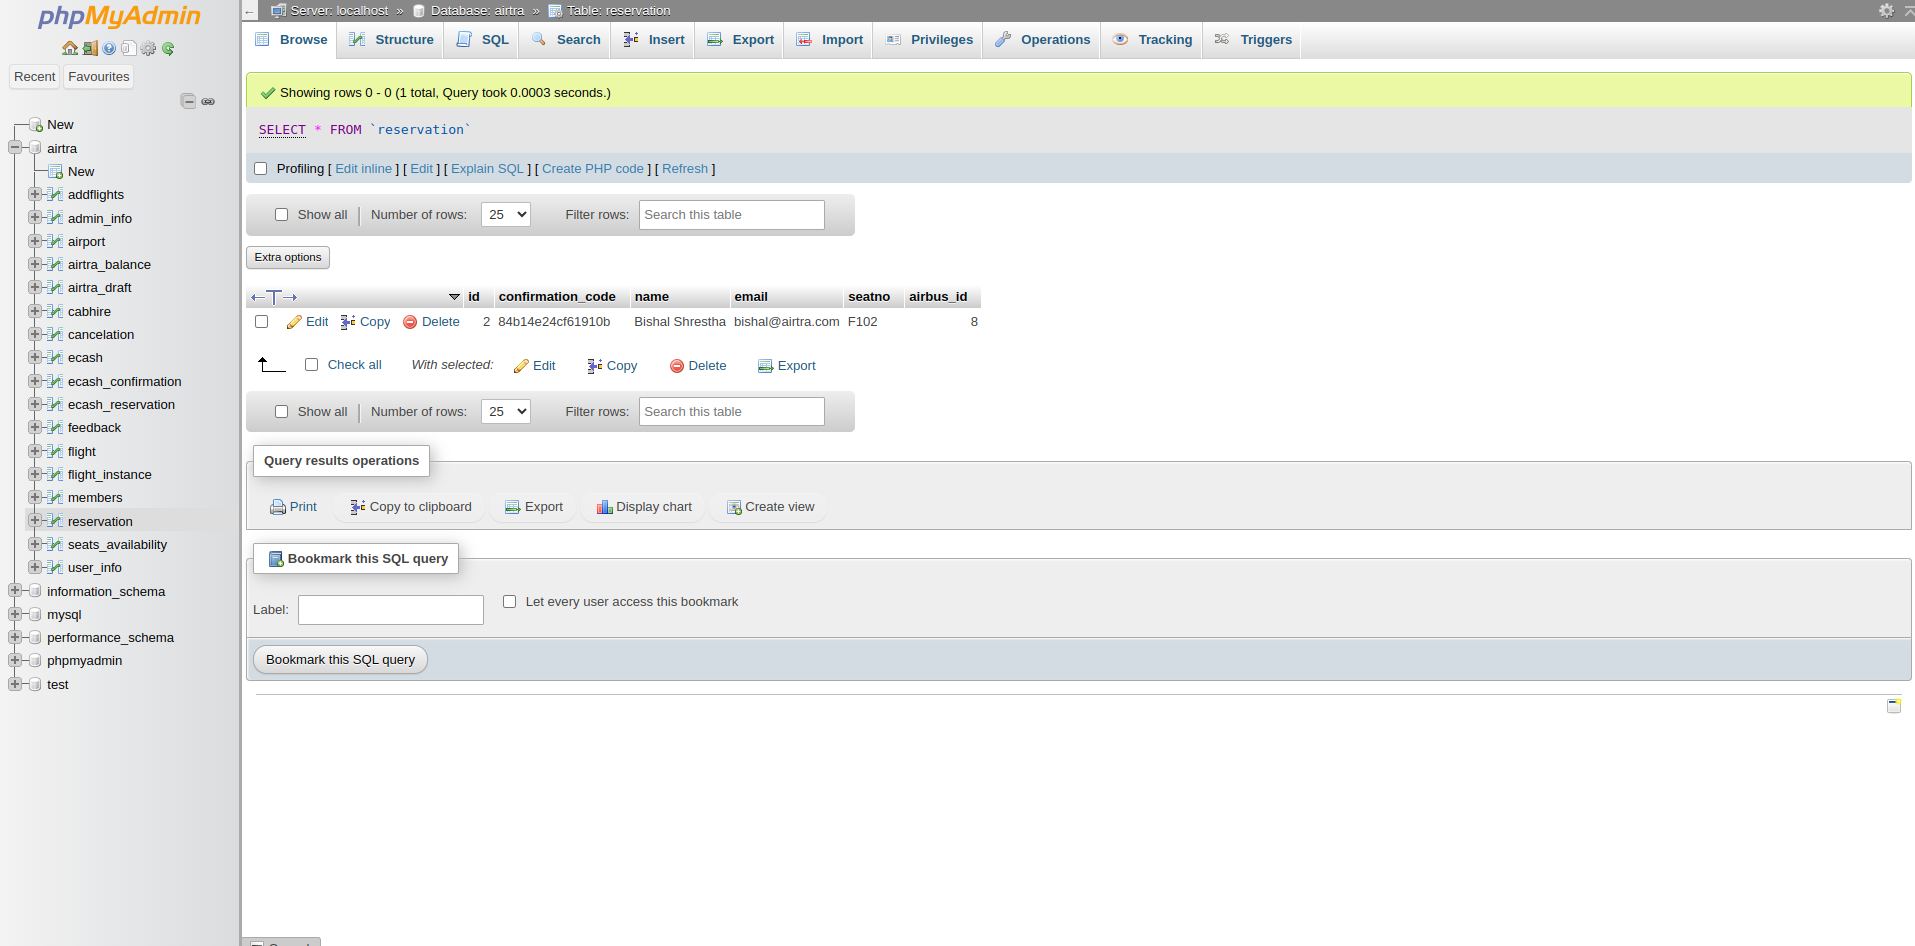 phpMyAdmin
Recent
Favourites
New
airtra
New
addflights
admin_info
airport
airtra_balance
airtra_draft
cabhire
cancelation
ecash
ecash_confirmation
ecash_reservation
feedback
flight
flight_instance
members
reservation
seats_availability
user_info
information_schema
mysql
performance_schema
phpmyadmin
test
Server: localhost » Database: airtra » Table: reservation
Browse Structure SQL Search Insert Export Import Privileges Operations Tracking Triggers
Showing rows 0 - 0 (1 total, Query took 0.0003 seconds.)
SELECT * FROM `reservation`
Profiling [ Edit inline ] [ Edit ] [ Explain SQL ] [ Create PHP code ] [ Refresh ]
Show all | Number of rows: 25 Filter rows: Search this table
Extra options
←T→ id confirmation_code name email seatno airbus_id
Edit Copy Delete 2 84b14e24cf61910b Bishal Shrestha bishal@airtra.com F102 8
Check all With selected: Edit Copy Delete Export
Show all | Number of rows: 25 Filter rows: Search this table
Query results operations
Print Copy to clipboard Export Display chart Create view
Bookmark this SQL query
Label: Let every user access this bookmark
Bookmark this SQL query